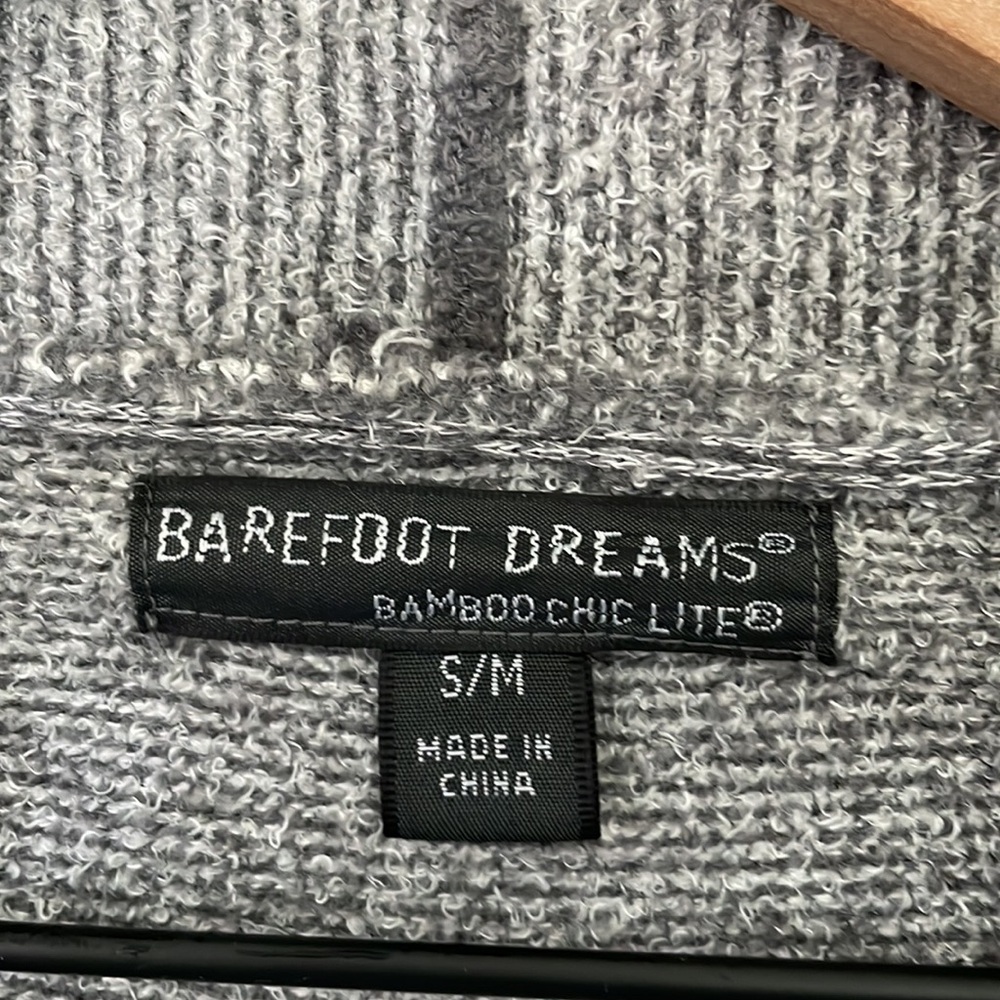 BAREFOOT DREAMS®
BAMBOO CHIC LITE®
S/M
MADE IN
CHINA